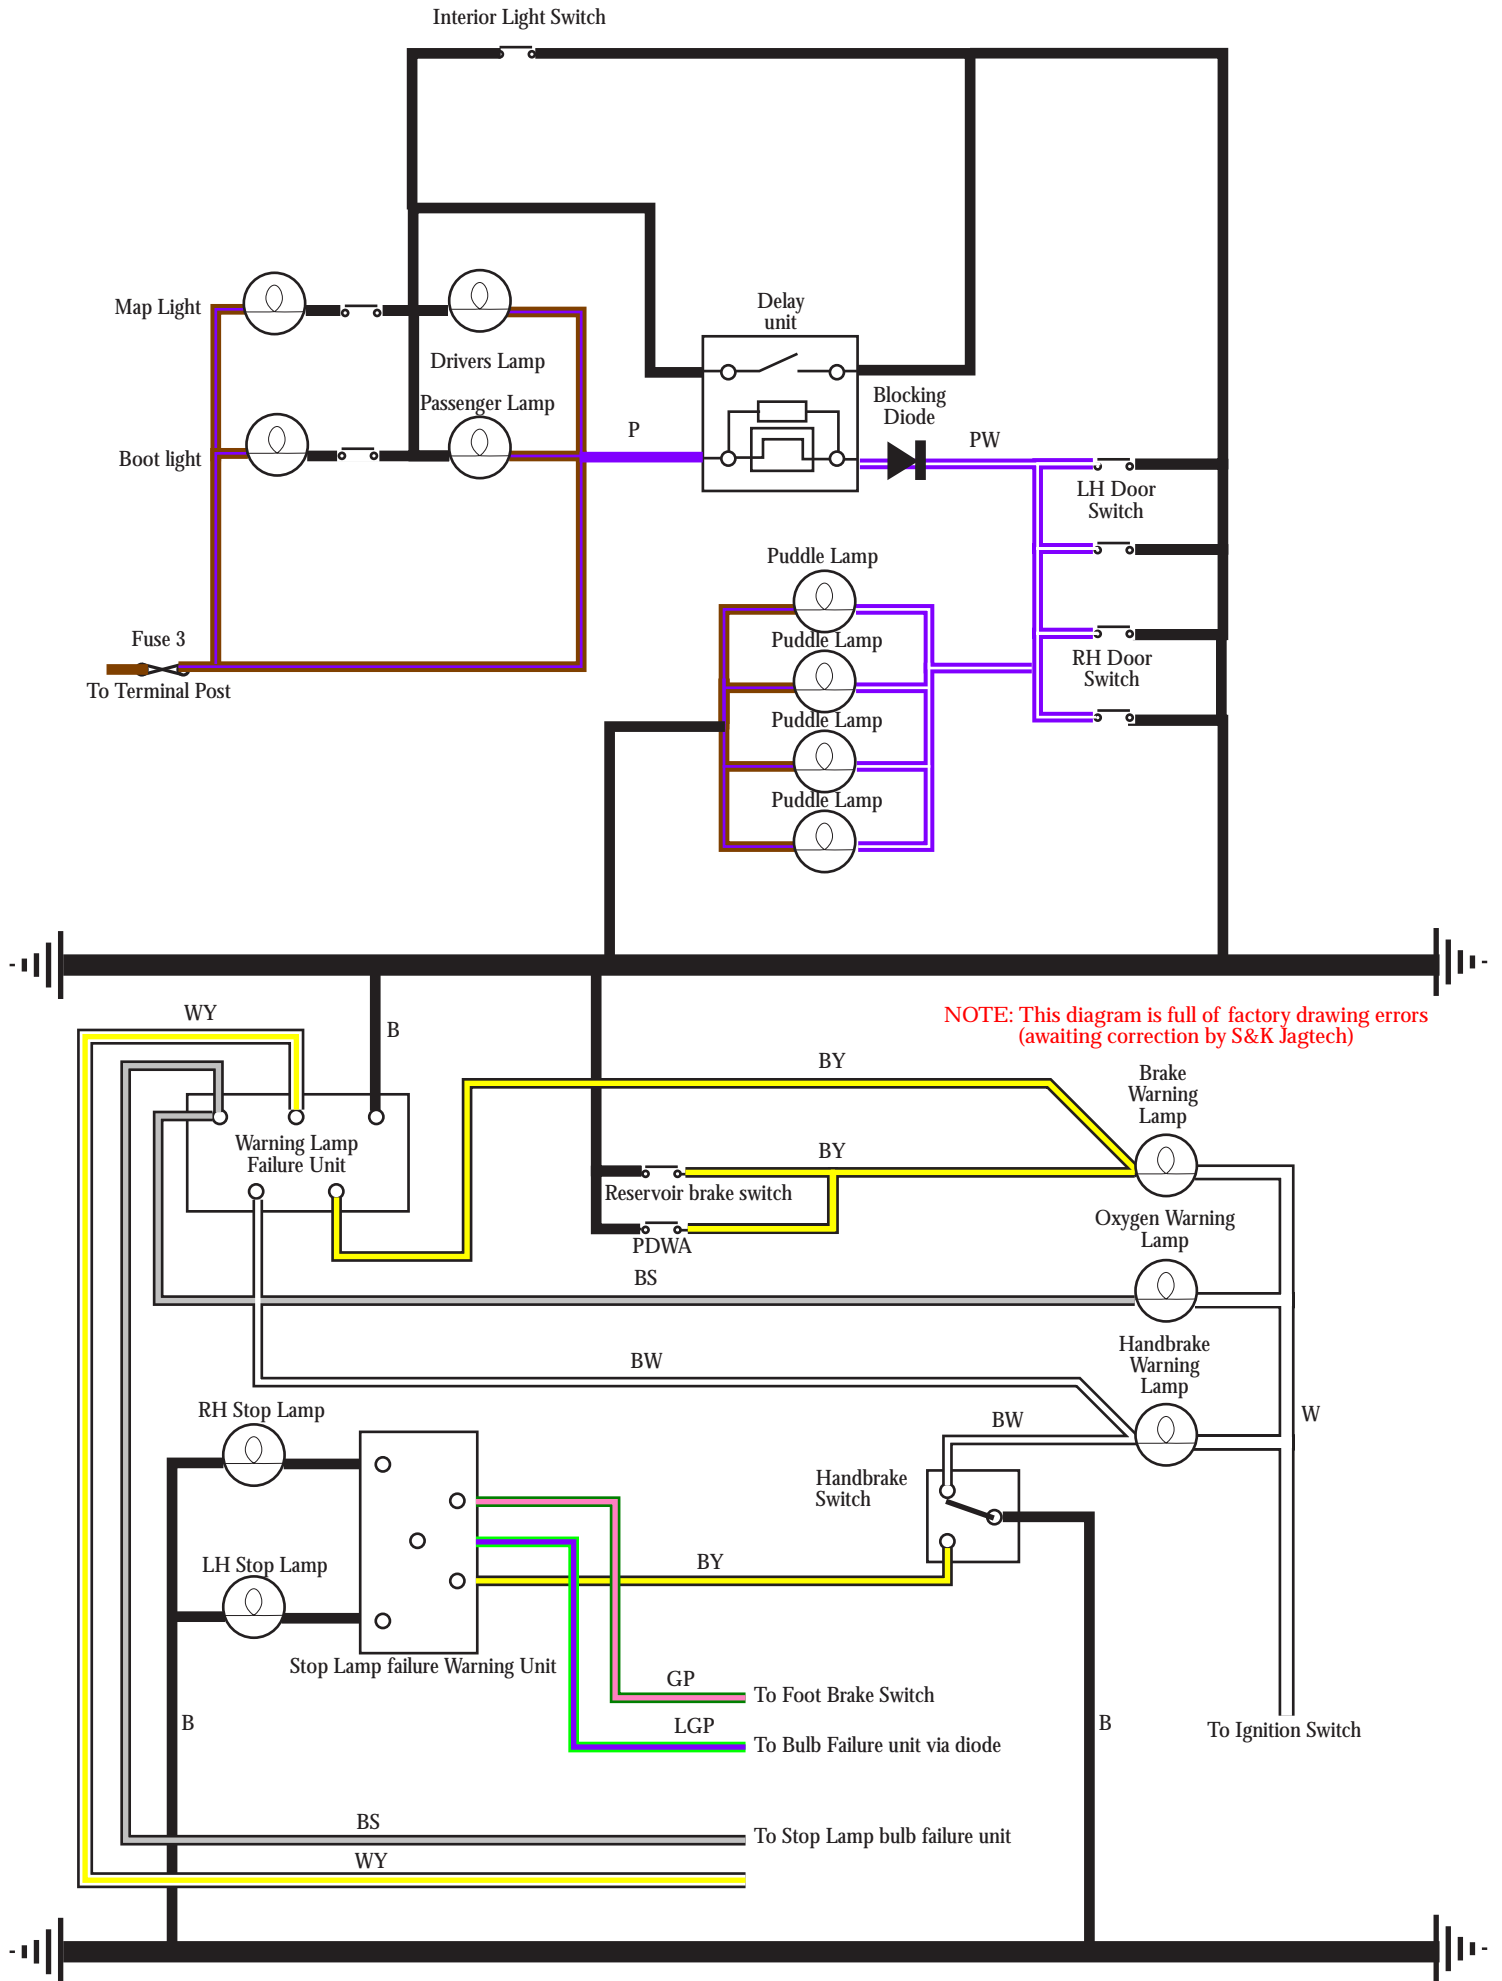 Interior Light Switch
Map Light
Drivers Lamp
Delay
unit
Passenger Lamp
Boot light
P
Blocking
Diode
PW
LH Door
Switch
Puddle Lamp
Fuse 3
To Terminal Post
Puddle Lamp
RH Door
Switch
Puddle Lamp
Puddle Lamp
WY
B
NOTE: This diagram is full of factory drawing errors
(awaiting correction by S&K Jagtech)
BY
Brake
Warning
Lamp
Warning Lamp
Failure Unit
BY
Reservoir brake switch
PDWA
Oxygen Warning
Lamp
BS
Handbrake
Warning
Lamp
BW
RH Stop Lamp
BW
W
Handbrake
Switch
LH Stop Lamp
BY
Stop Lamp failure Warning Unit
GP
To Foot Brake Switch
LGP
To Bulb Failure unit via diode
B
B
To Ignition Switch
BS
To Stop Lamp bulb failure unit
WY